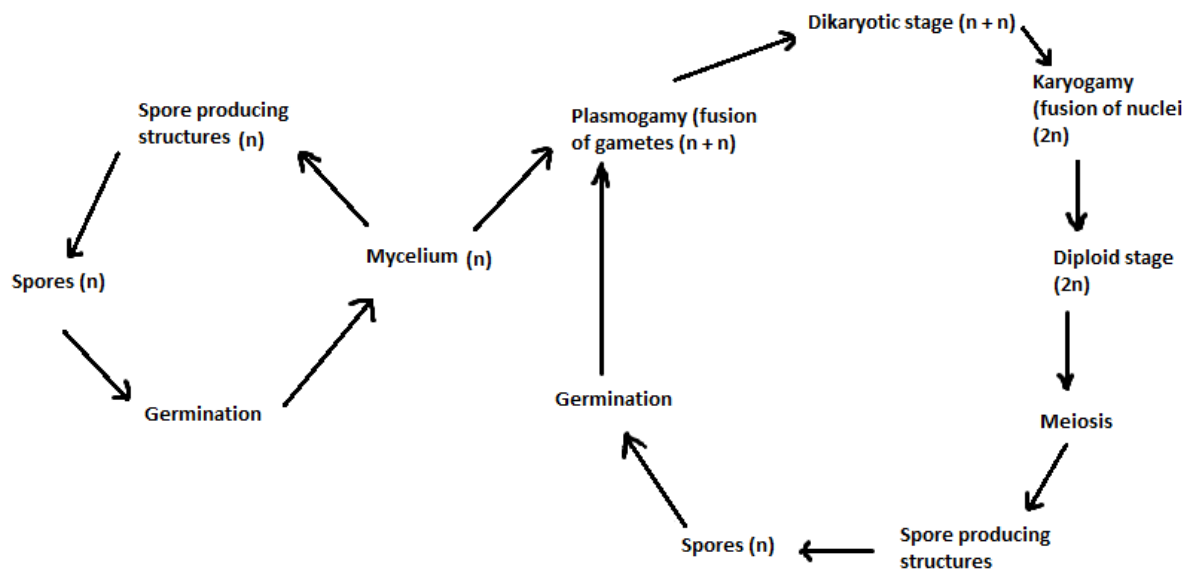 Dikaryotic stage (n + n)
Karyogamy
(fusion of nuclei
(2n)
Spore producing
structures (n)
Plasmogamy (fusion
of gametes (n + n)
Mycelium (n)
Spores (n)
Diploid stage
(2n)
Germination
Germination
Meiosis
Spores (n)
Spore producing
structures